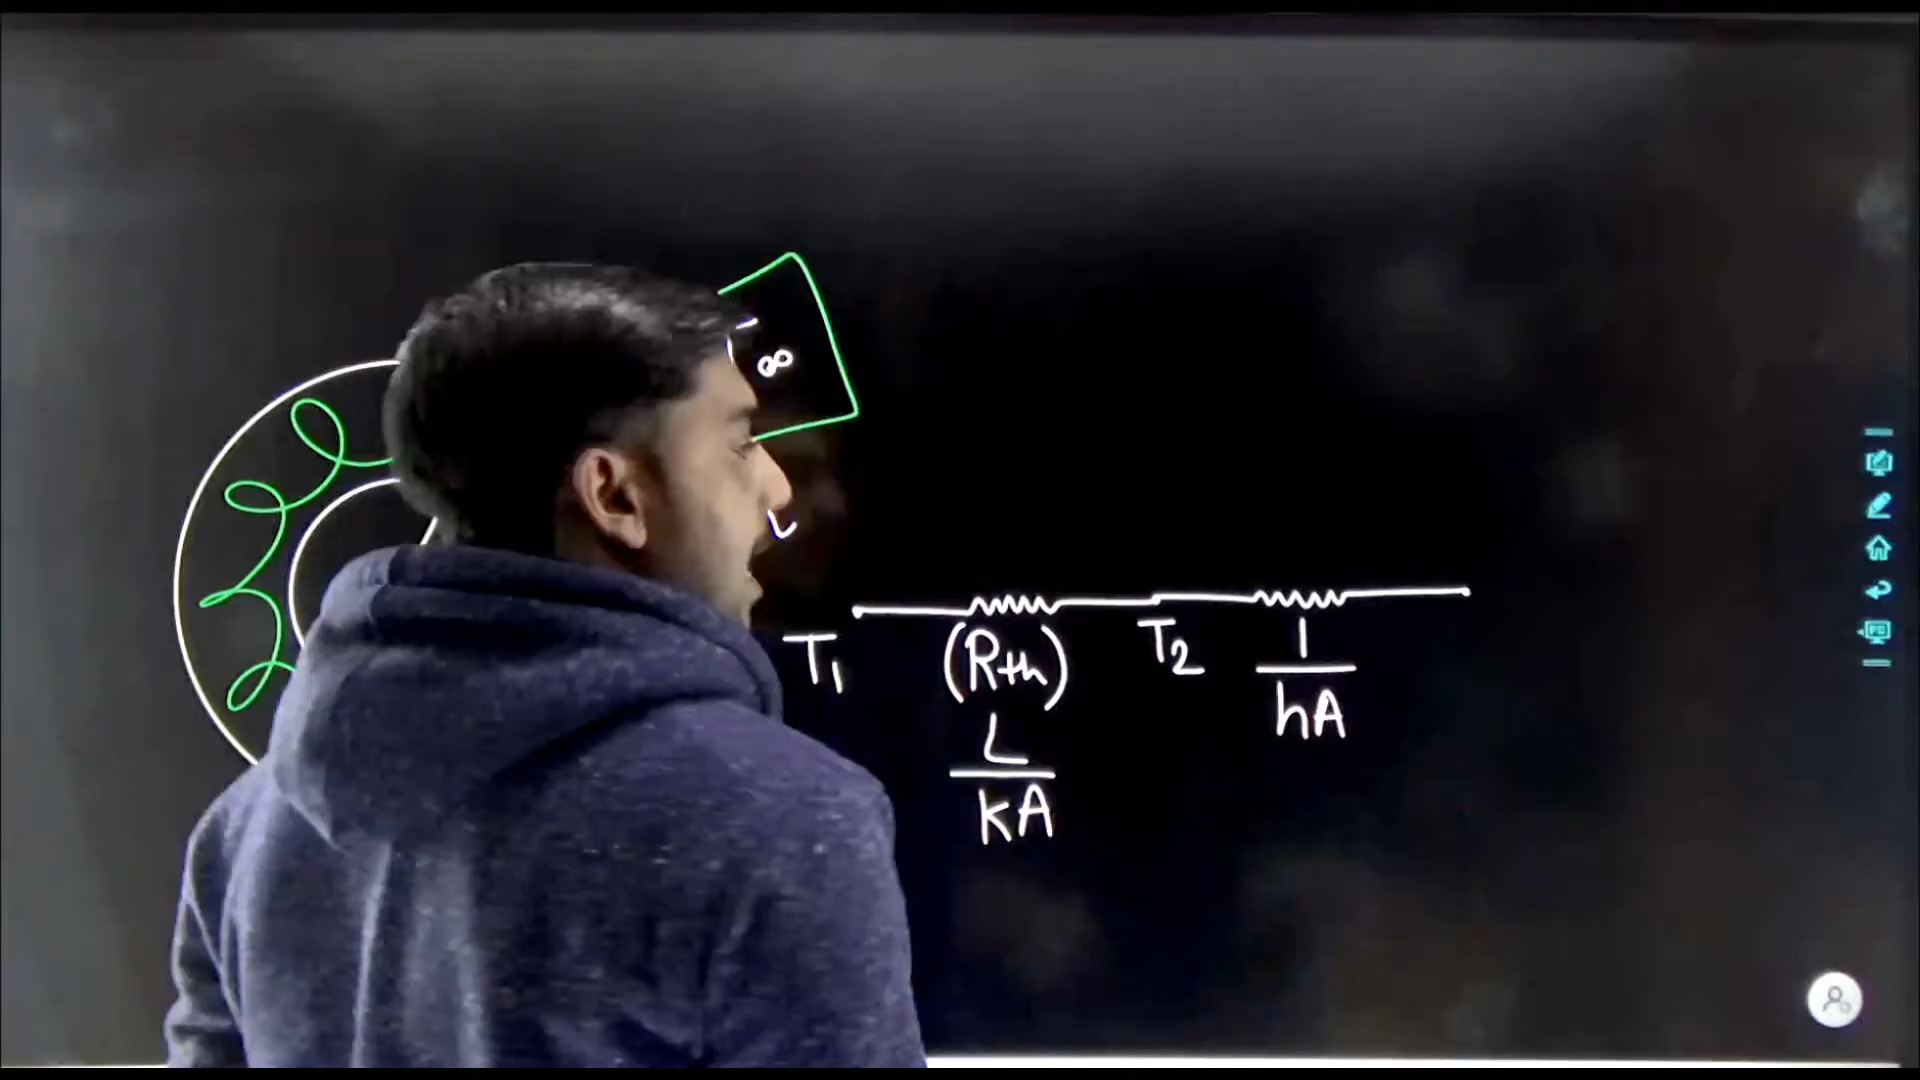 ∞
L
T₁ (Rth) T₂ 1
hA
L
kA